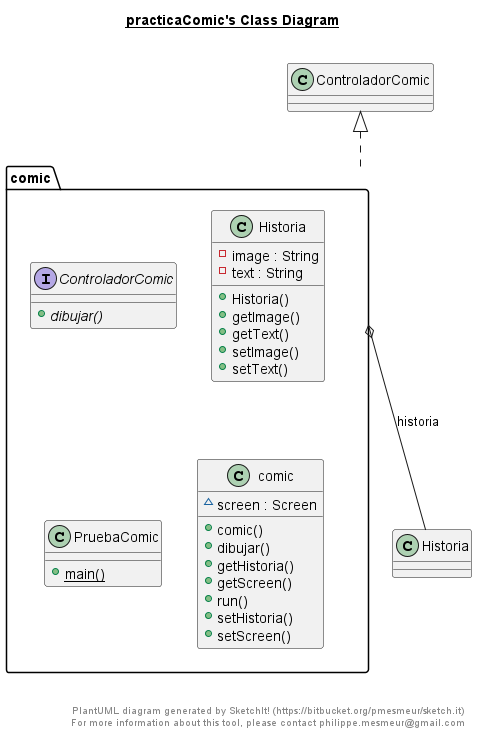 practicaComic's Class Diagram
C ControladorComic
comic
I ControladorComic
dibujar()
C Historia
image : String
text : String
Historia()
getImage()
getText()
setImage()
setText()
historia
C PruebaComic
main()
C comic
screen : Screen
comic()
dibujar()
getHistoria()
getScreen()
run()
setHistoria()
setScreen()
C Historia
PlantUML diagram generated by SketchIt! (https://bitbucket.org/pmesmeur/sketch.it)
For more information about this tool, please contact philippe.mesmeur@gmail.com